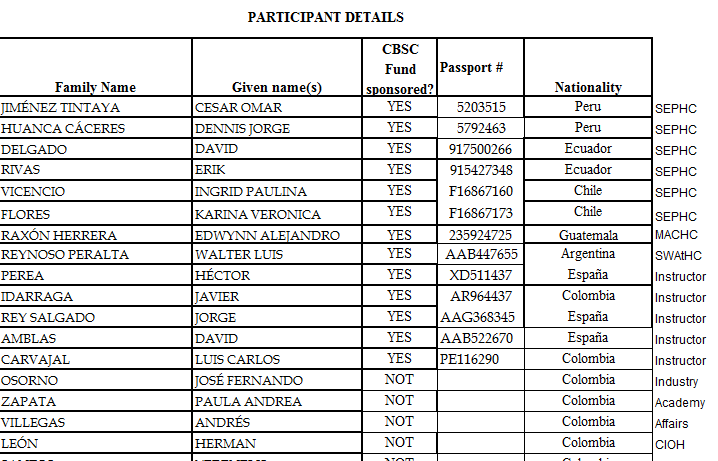 PARTICIPANT DETAILS
Family Name Given name(s) CBSC Fund sponsored? Passport # Nationality
JIMÉNEZ TINTAYA CESAR OMAR YES 5203515 Peru SEPHC
HUANCA CÁCERES DENNIS JORGE YES 5792463 Peru SEPHC
DELGADO DAVID YES 917500266 Ecuador SEPHC
RIVAS ERIK YES 915427348 Ecuador SEPHC
VICENCIO INGRID PAULINA YES F16867160 Chile SEPHC
FLORES KARINA VERONICA YES F16867173 Chile SEPHC
RAXÓN HERRERA EDWYNN ALEJANDRO YES 235924725 Guatemala MACHC
REYNOSO PERALTA WALTER LUIS YES AAB447655 Argentina SWAtHC
PEREA HÉCTOR YES XD511437 España Instructor
IDARRAGA JAVIER YES AR964437 Colombia Instructor
REY SALGADO JORGE YES AAG368345 España Instructor
AMBLAS DAVID YES AAB522670 España Instructor
CARVAJAL LUIS CARLOS YES PE116290 Colombia Instructor
OSORNO JOSÉ FERNANDO NOT Colombia Industry
ZAPATA PAULA ANDREA NOT Colombia Academy
VILLEGAS ANDRÉS NOT Colombia Affairs
LEÓN HERMAN NOT Colombia CIOH